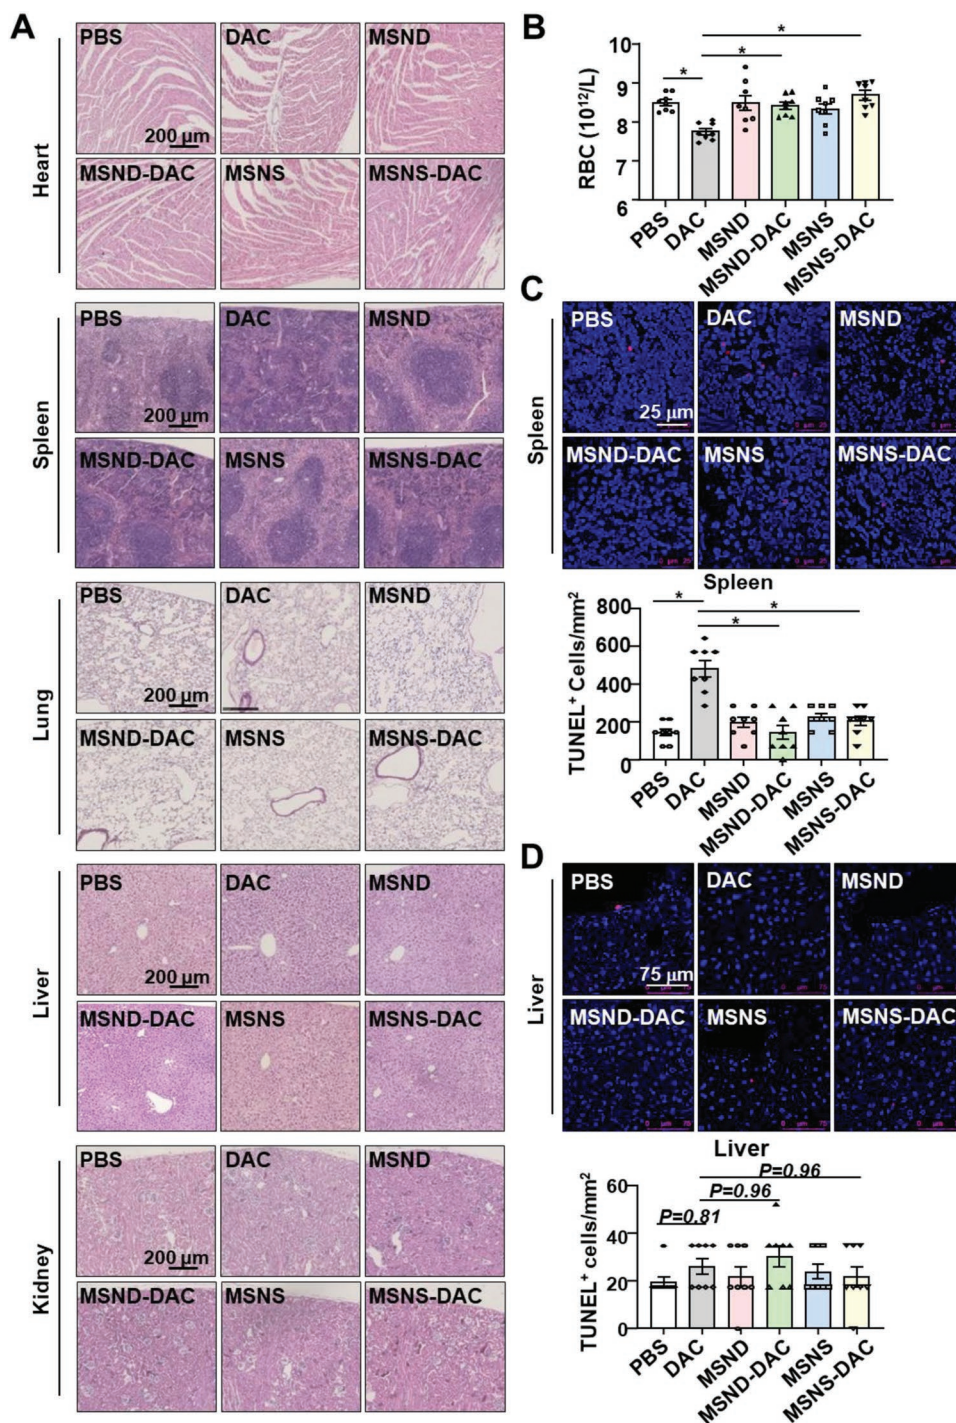 A
Heart
PBS
DAC
MSND
200 µm
MSND-DAC
MSNS
MSNS-DAC
Spleen
PBS
DAC
MSND
200 µm
MSND-DAC
MSNS
MSNS-DAC
Lung
PBS
DAC
MSND
200 µm
MSND-DAC
MSNS
MSNS-DAC
Liver
PBS
DAC
MSND
200 µm
MSND-DAC
MSNS
MSNS-DAC
Kidney
PBS
DAC
MSND
200 µm
MSND-DAC
MSNS
MSNS-DAC
B
RBC (10¹²/L)
10
9
8
7
6
* * *
PBS
DAC
MSND
MSND-DAC
MSNS
MSNS-DAC
C
Spleen
PBS
DAC
MSND
25 µm
MSND-DAC
MSNS
MSNS-DAC
0 µm 25
Spleen
TUNEL⁺ Cells/mm²
800
600
400
200
0
* * *
PBS
DAC
MSND
MSND-DAC
MSNS
MSNS-DAC
D
Liver
PBS
DAC
MSND
75 µm
MSND-DAC
MSNS
MSNS-DAC
0 µm 75
Liver
TUNEL⁺ cells/mm²
60
40
20
0
P=0.96
P=0.96
P=0.81
PBS
DAC
MSND
MSND-DAC
MSNS
MSNS-DAC